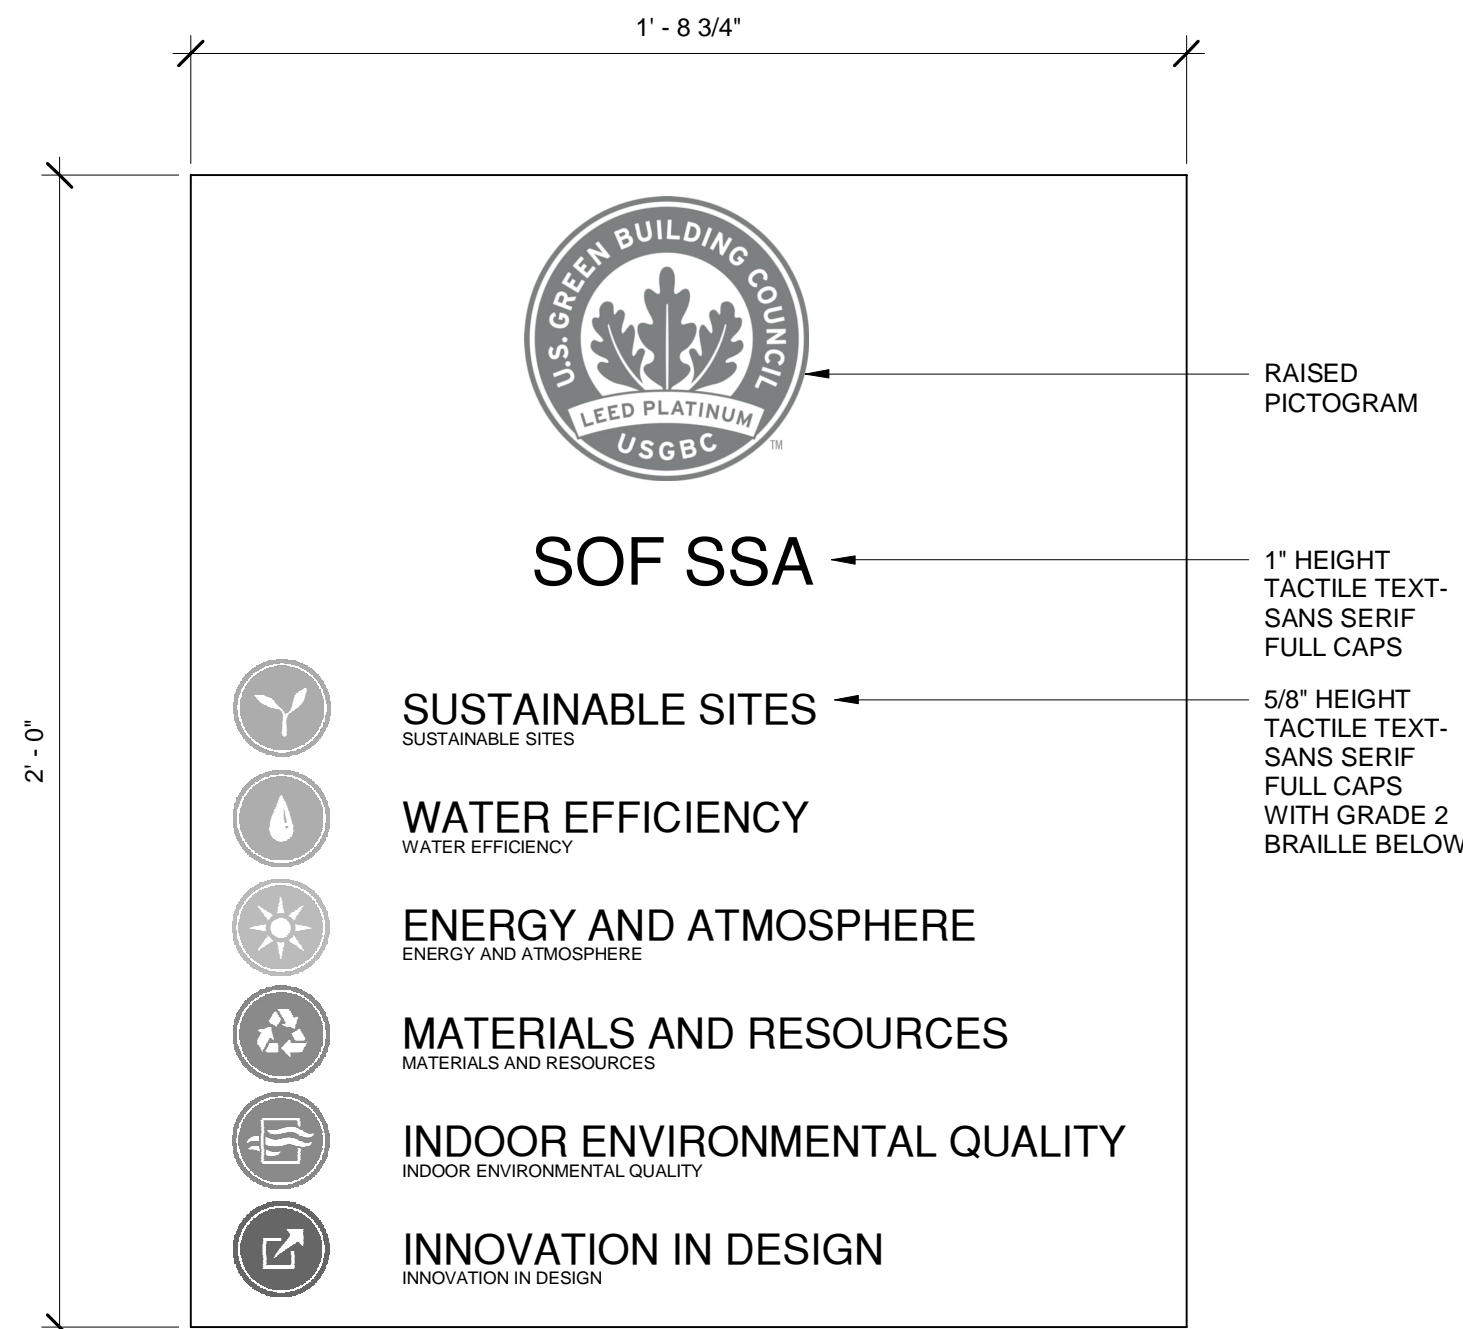 1' - 8 3/4"
2' - 0"
U.S. GREEN BUILDING COUNCIL
LEED PLATINUM
USGBC
TM
RAISED
PICTOGRAM
SOF SSA
1" HEIGHT
TACTILE TEXT-
SANS SERIF
FULL CAPS
SUSTAINABLE SITES
SUSTAINABLE SITES
5/8" HEIGHT
TACTILE TEXT-
SANS SERIF
FULL CAPS
WITH GRADE 2
BRAILLE BELOW
WATER EFFICIENCY
WATER EFFICIENCY
ENERGY AND ATMOSPHERE
ENERGY AND ATMOSPHERE
MATERIALS AND RESOURCES
MATERIALS AND RESOURCES
INDOOR ENVIRONMENTAL QUALITY
INDOOR ENVIRONMENTAL QUALITY
INNOVATION IN DESIGN
INNOVATION IN DESIGN